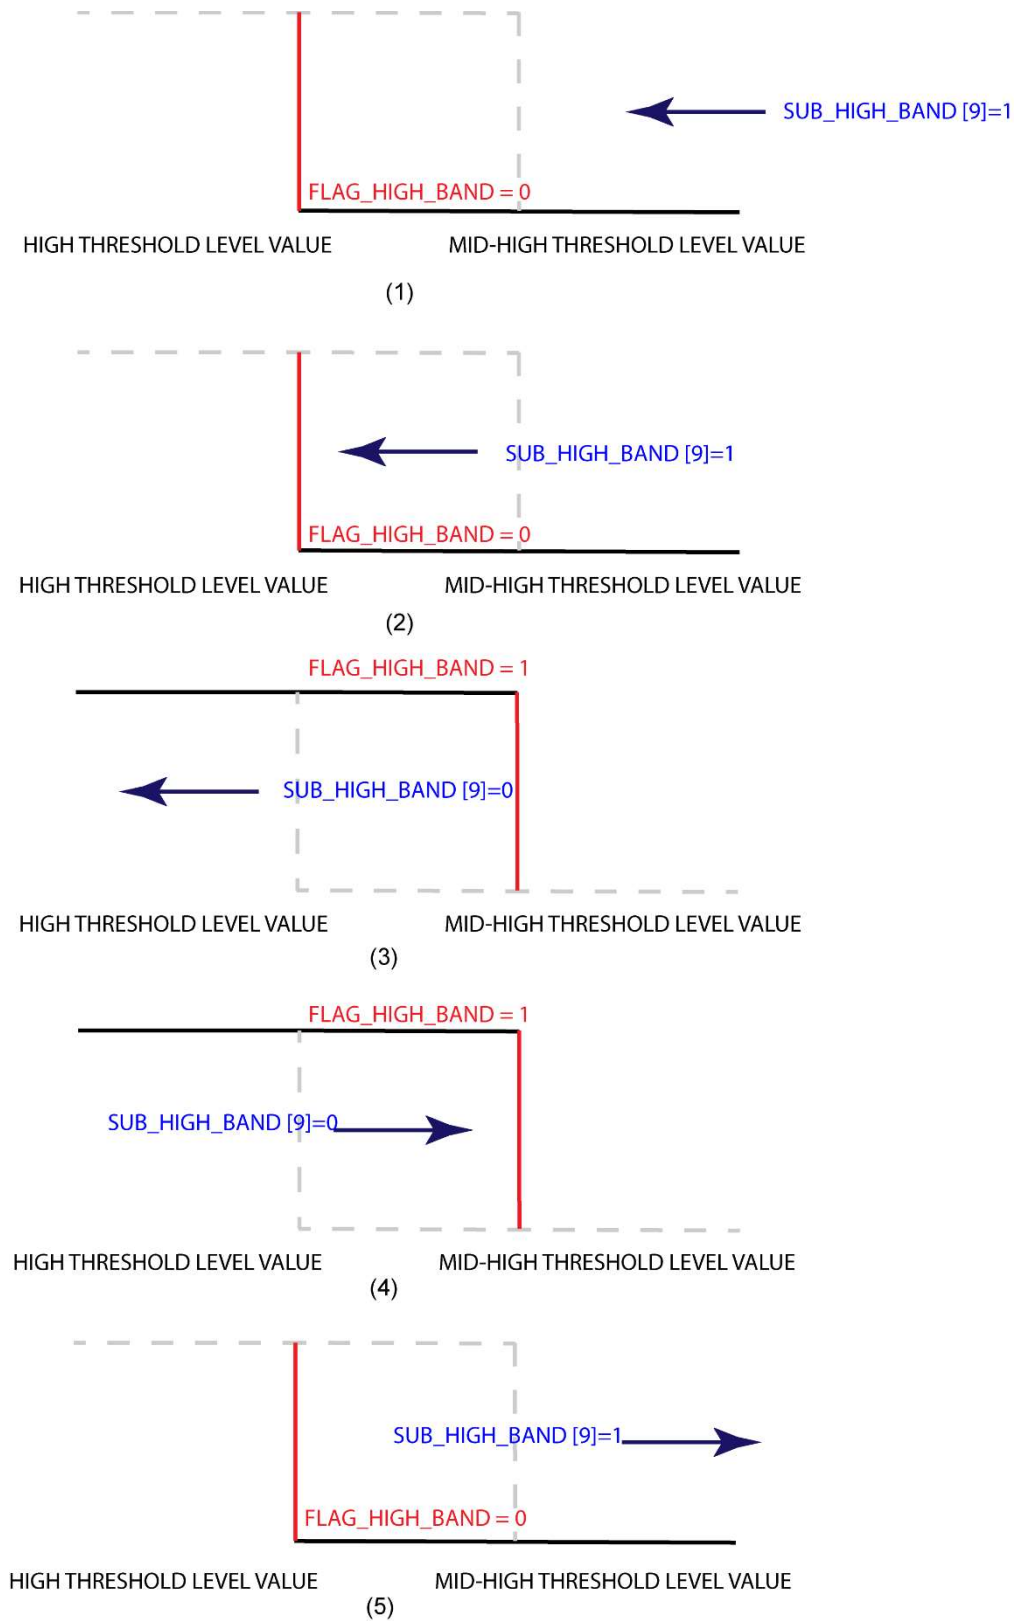 SUB_HIGH_BAND [9]=1
FLAG_HIGH_BAND = 0
HIGH THRESHOLD LEVEL VALUE MID-HIGH THRESHOLD LEVEL VALUE
(1)
SUB_HIGH_BAND [9]=1
FLAG_HIGH_BAND = 0
HIGH THRESHOLD LEVEL VALUE MID-HIGH THRESHOLD LEVEL VALUE
(2)
FLAG_HIGH_BAND = 1
SUB_HIGH_BAND [9]=0
HIGH THRESHOLD LEVEL VALUE MID-HIGH THRESHOLD LEVEL VALUE
(3)
FLAG_HIGH_BAND = 1
SUB_HIGH_BAND [9]=0
HIGH THRESHOLD LEVEL VALUE MID-HIGH THRESHOLD LEVEL VALUE
(4)
SUB_HIGH_BAND [9]=1
FLAG_HIGH_BAND = 0
HIGH THRESHOLD LEVEL VALUE MID-HIGH THRESHOLD LEVEL VALUE
(5)